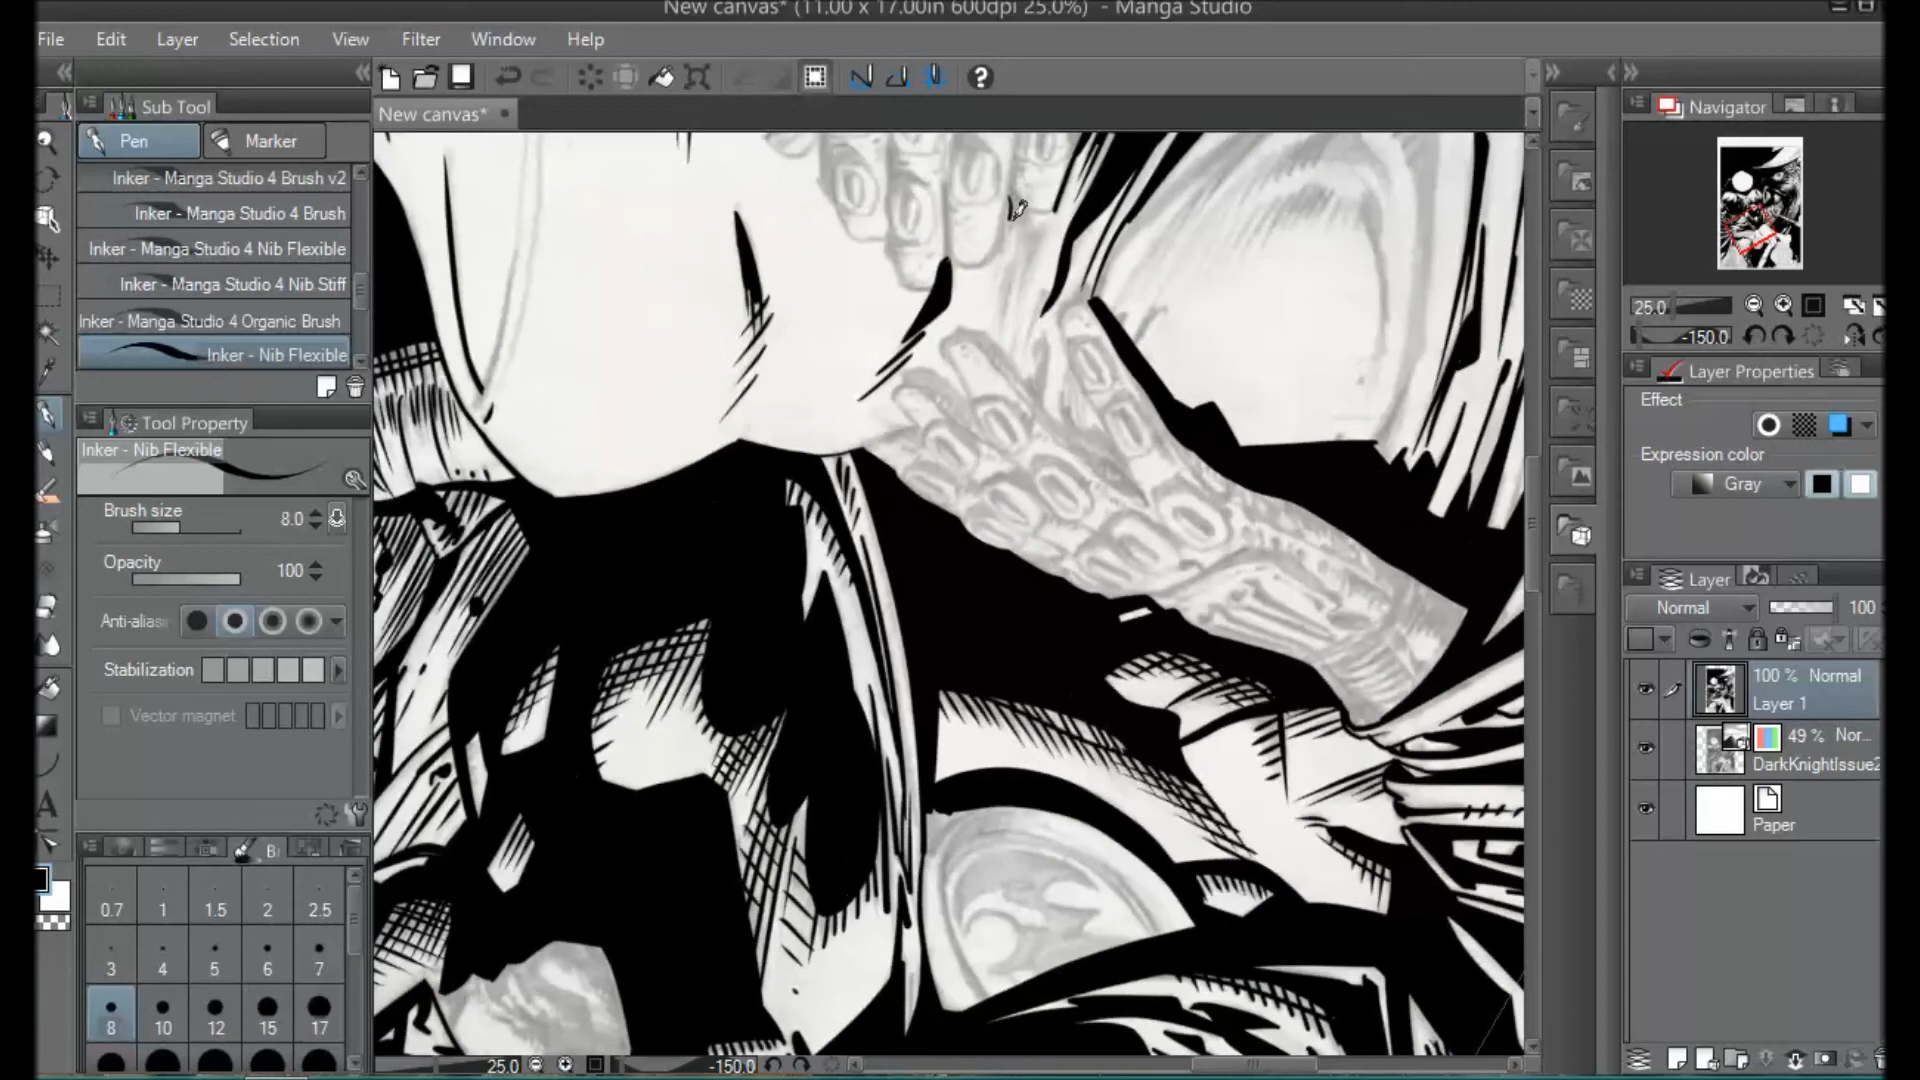 New canvas* (11.00 x 17.00in 600dpi 25.0%) - Manga Studio
File Edit Layer Selection View Filter Window Help
Sub Tool
New canvas*
Navigator
Pen Marker
Inker - Manga Studio 4 Brush v2
Inker - Manga Studio 4 Brush
Inker - Manga Studio 4 Nib Flexible
Inker - Manga Studio 4 Nib Stiff
Inker - Manga Studio 4 Organic Brush
Inker - Nib Flexible
25.0
-150.0
Layer Properties
Effect
Expression color
Gray
Tool Property
Inker - Nib Flexible
Brush size 8.0
Opacity 100
Anti-alias
Stabilization
Vector magnet
Layer
Normal 100
100 % Normal
Layer 1
49 % Nor...
DarkKnightIssue2
Paper
A
Br
0.7 1 1.5 2 2.5
3 4 5 6 7
8 10 12 15 17
25.0 -150.0